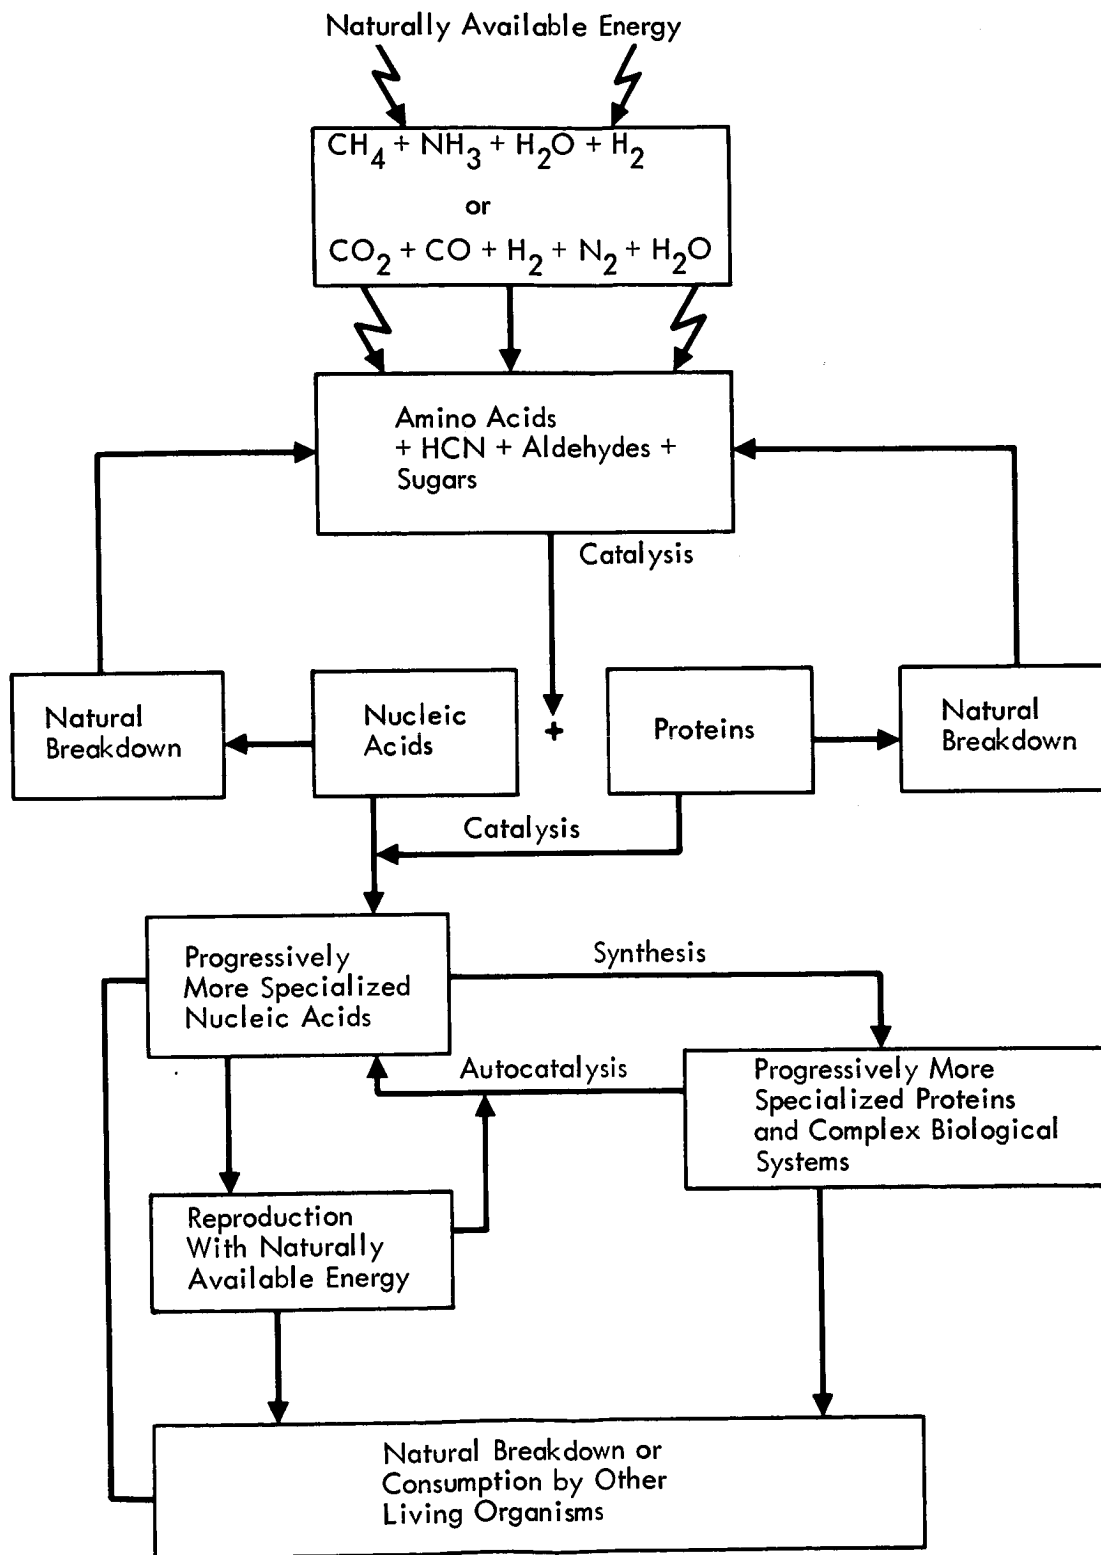 Naturally Available Energy
CH4 + NH3 + H2O + H2
or
CO2 + CO + H2 + N2 + H2O
Amino Acids
+ HCN + Aldehydes +
Sugars
Catalysis
Natural
Breakdown
Nucleic
Acids
+
Proteins
Natural
Breakdown
Catalysis
Progressively
More Specialized
Nucleic Acids
Synthesis
Autocatalysis
Progressively More
Specialized Proteins
and Complex Biological
Systems
Reproduction
With Naturally
Available Energy
Natural Breakdown or
Consumption by Other
Living Organisms